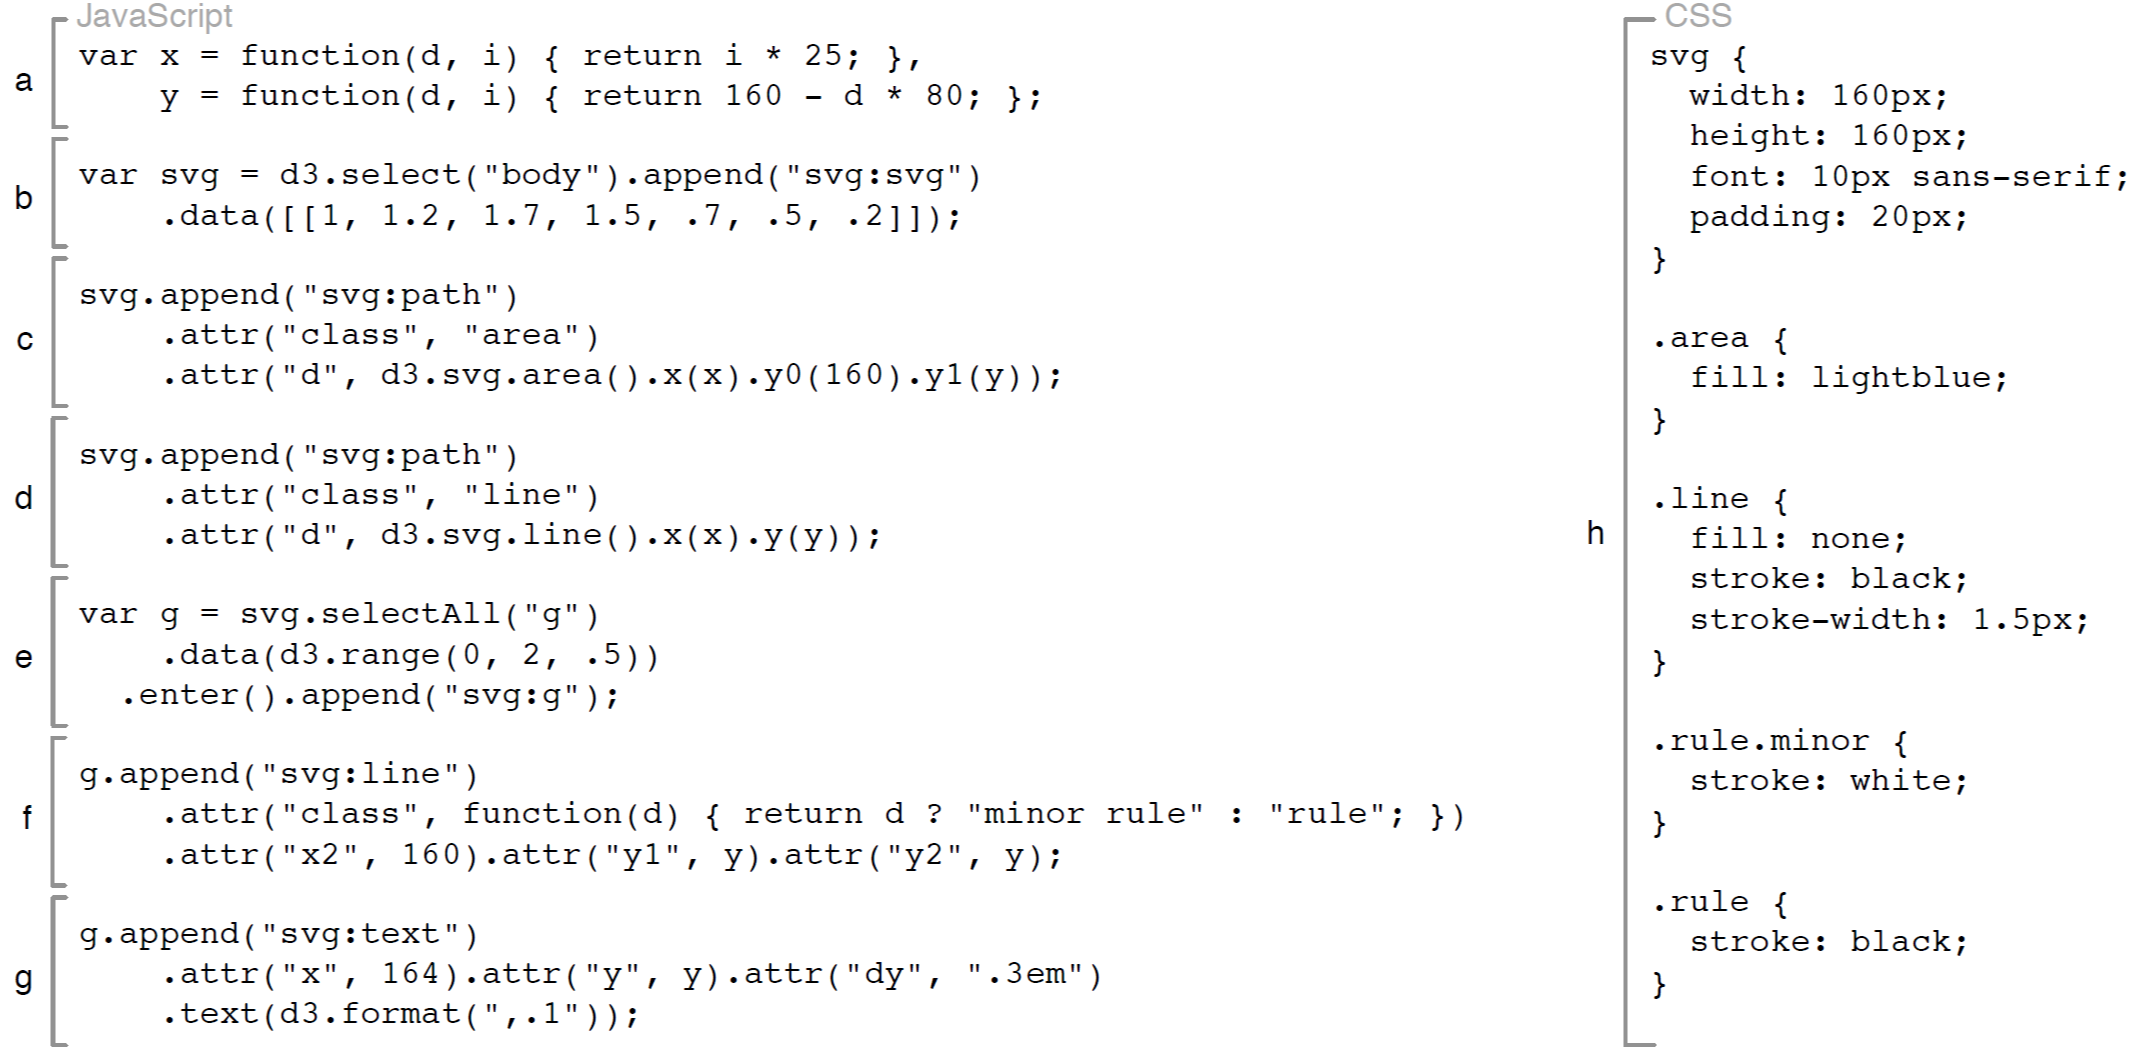 JavaScript
a
var x = function(d, i) { return i * 25; },
    y = function(d, i) { return 160 - d * 80; };
b
var svg = d3.select("body").append("svg:svg")
    .data([[1, 1.2, 1.7, 1.5, .7, .5, .2]]);
c
svg.append("svg:path")
    .attr("class", "area")
    .attr("d", d3.svg.area().x(x).y0(160).y1(y));
d
svg.append("svg:path")
    .attr("class", "line")
    .attr("d", d3.svg.line().x(x).y(y));
e
var g = svg.selectAll("g")
    .data(d3.range(0, 2, .5))
  .enter().append("svg:g");
f
g.append("svg:line")
    .attr("class", function(d) { return d ? "minor rule" : "rule"; })
    .attr("x2", 160).attr("y1", y).attr("y2", y);
g
g.append("svg:text")
    .attr("x", 164).attr("y", y).attr("dy", ".3em")
    .text(d3.format(",.1"));
CSS
h
svg {
  width: 160px;
  height: 160px;
  font: 10px sans-serif;
  padding: 20px;
}
.area {
  fill: lightblue;
}
.line {
  fill: none;
  stroke: black;
  stroke-width: 1.5px;
}
.rule.minor {
  stroke: white;
}
.rule {
  stroke: black;
}